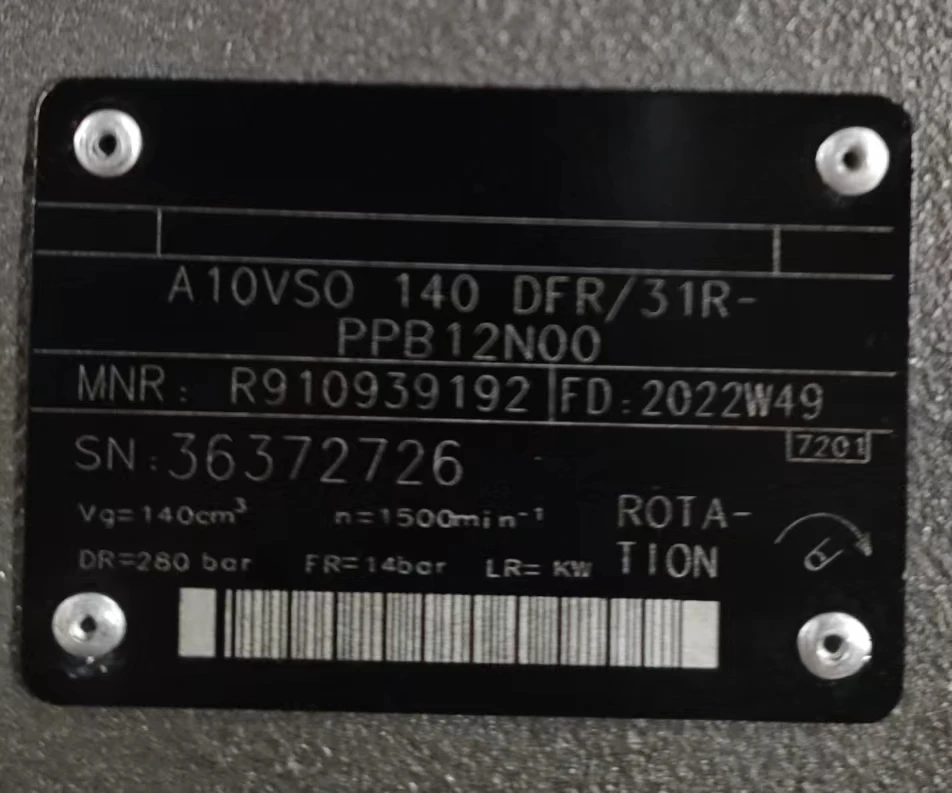 A10VSO 140 DFR/31R-
PPB12N00
MNR: R910939192 FD:2022W49
SN:36372726 7201
Vg=140cm³ n=1500min⁻¹ ROTA-
DR=280 bar FR=14bar LR= KW TION